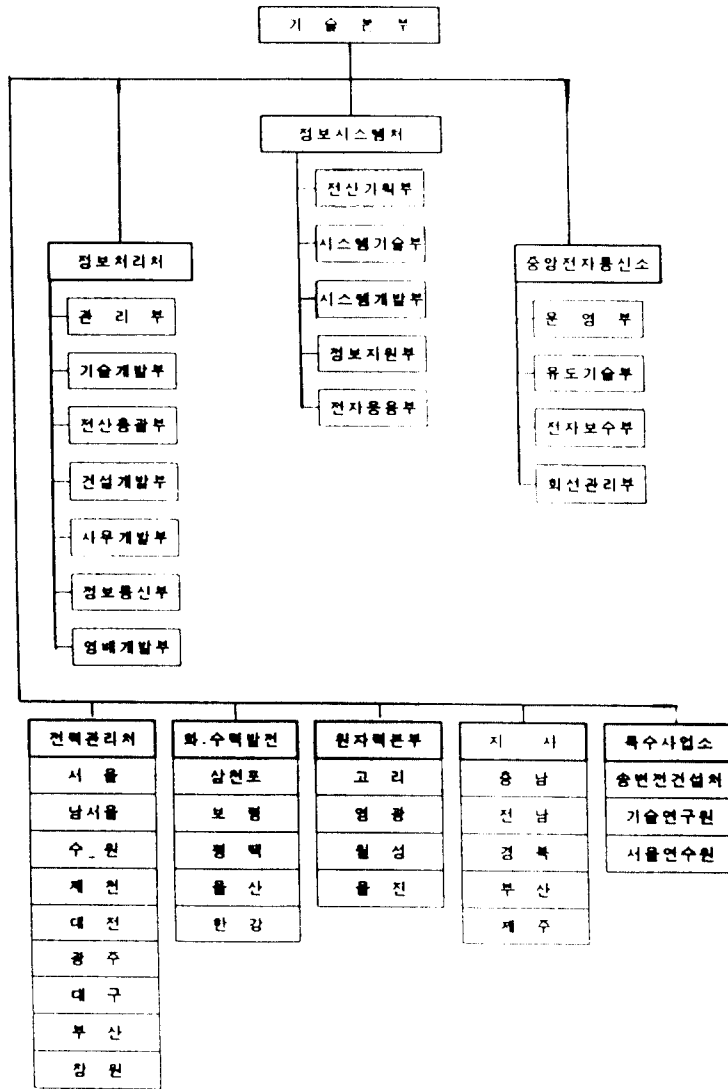 기 술 본 부
정보시스템처
전산기획부
시스템기술부
시스템개발부
정보지원부
전자응용부
정보처리처
관 리 부
기술개발부
전산총괄부
건설개발부
사무개발부
정보통신부
영배개발부
중앙전자통신소
운 영 부
유도기술부
전자보수부
회선관리부
전력관리처
서 울
남서울
수 원
제 천
대 전
광 주
대 구
부 산
창 원
화.수력발전
삼천포
보 령
평 택
울 산
한 강
원자력본부
고 리
영 광
월 성
울 진
지 사
충 남
전 남
경 북
부 산
제 주
특수사업소
송변전건설처
기술연구원
서울연수원